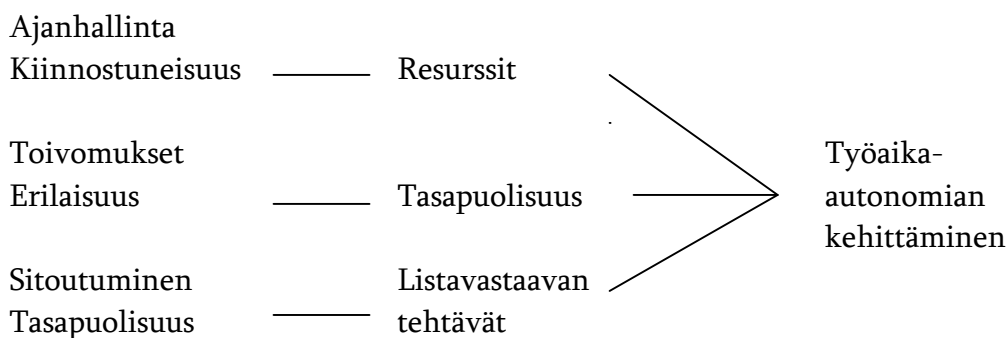 Ajanhallinta
Kiinnostuneisuus
Resurssit
Toivomukset
Erilaisuus
Tasapuolisuus
Sitoutuminen
Tasapuolisuus
Listavastaavan
tehtävät
Työaika-
autonomian
kehittäminen